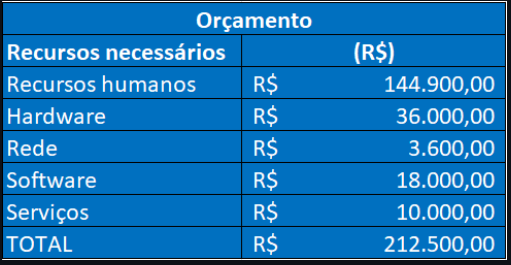 Orçamento
Recursos necessários (R$)
Recursos humanos R$ 144.900,00
Hardware R$ 36.000,00
Rede R$ 3.600,00
Software R$ 18.000,00
Serviços R$ 10.000,00
TOTAL R$ 212.500,00